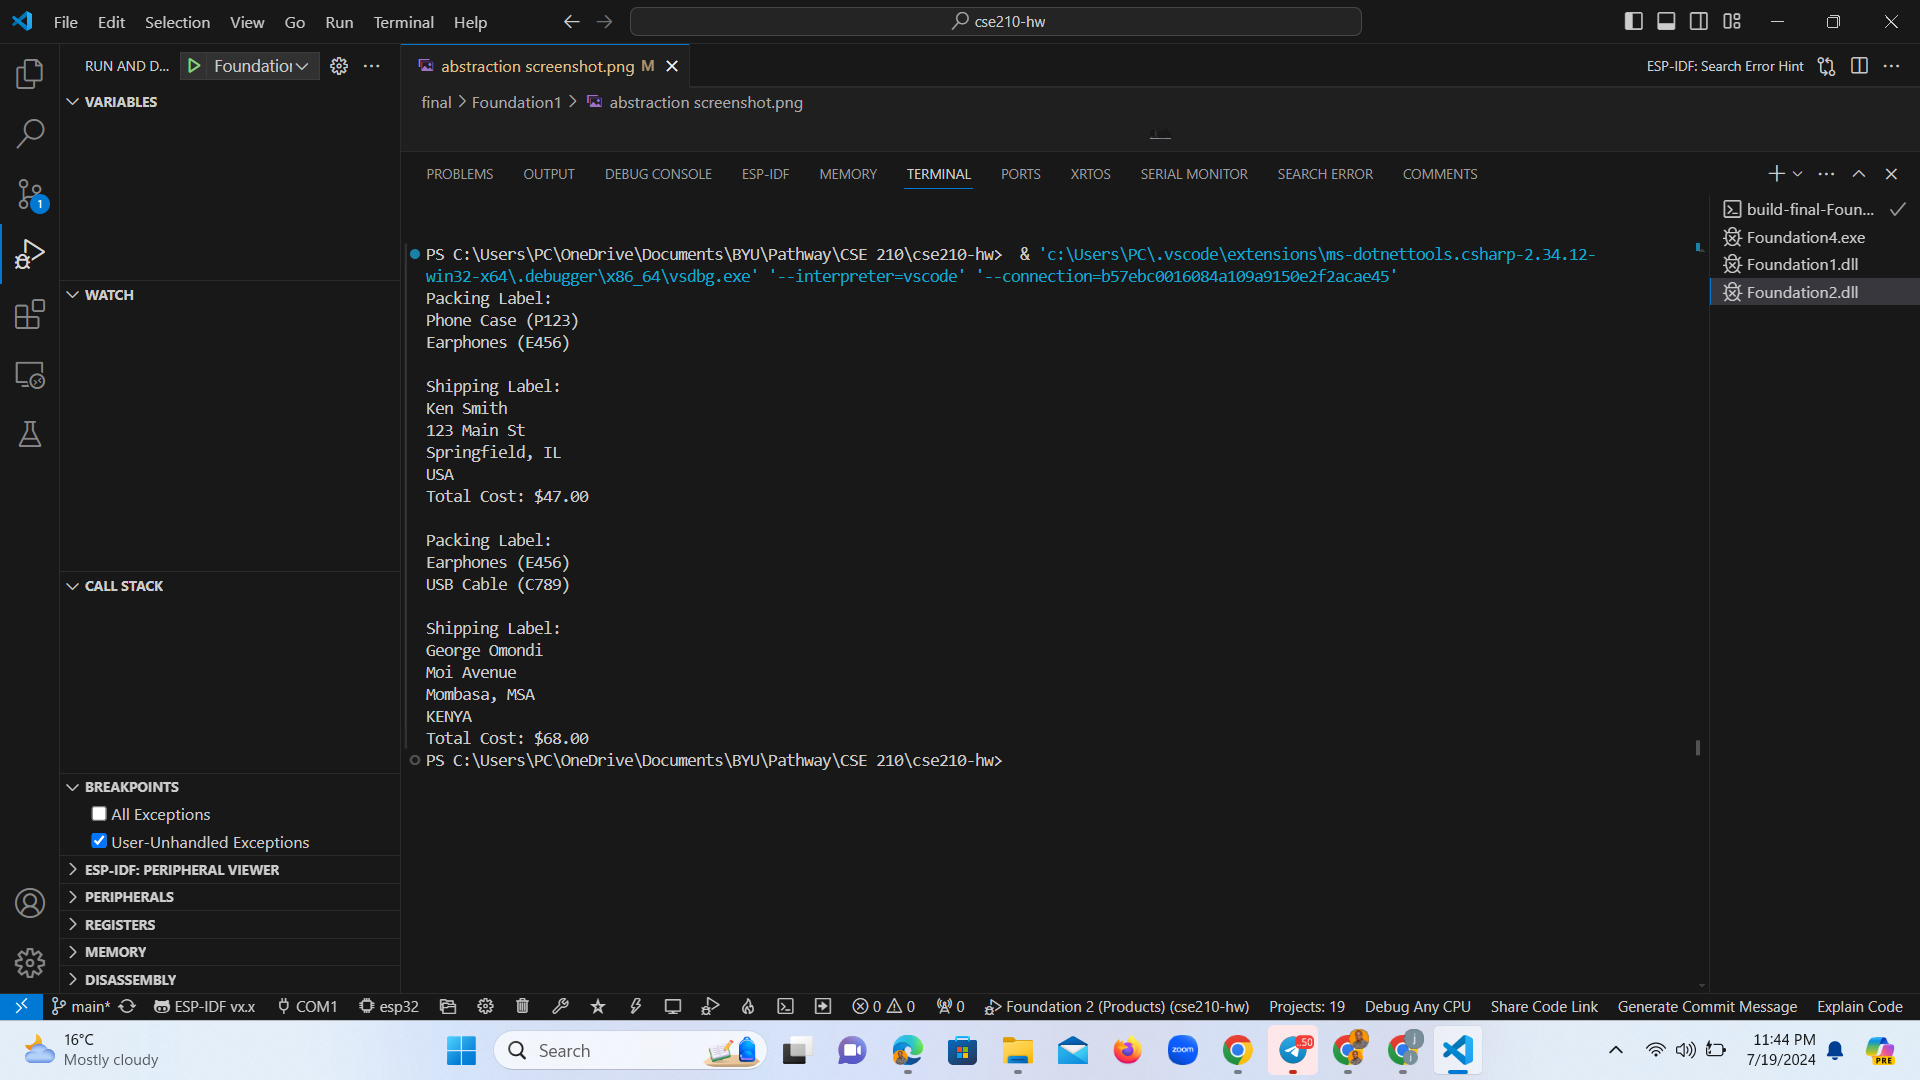 File Edit Selection View Go Run Terminal Help
cse210-hw
RUN AND D... Foundation
abstraction screenshot.png M
ESP-IDF: Search Error Hint
VARIABLES
final > Foundation1 > abstraction screenshot.png
PROBLEMS OUTPUT DEBUG CONSOLE ESP-IDF MEMORY TERMINAL PORTS XRTOS SERIAL MONITOR SEARCH ERROR COMMENTS
build-final-Foun...
Foundation4.exe
Foundation1.dll
Foundation2.dll
1
PS C:\Users\PC\OneDrive\Documents\BYU\Pathway\CSE 210\cse210-hw>  & 'c:\Users\PC\.vscode\extensions\ms-dotnettools.csharp-2.34.12-
win32-x64\.debugger\x86_64\vsdbg.exe' '--interpreter=vscode' '--connection=b57ebc0016084a109a9150e2f2acae45'
Packing Label:
Phone Case (P123)
Earphones (E456)
Shipping Label:
Ken Smith
123 Main St
Springfield, IL
USA
Total Cost: $47.00
Packing Label:
Earphones (E456)
USB Cable (C789)
Shipping Label:
George Omondi
Moi Avenue
Mombasa, MSA
KENYA
Total Cost: $68.00
PS C:\Users\PC\OneDrive\Documents\BYU\Pathway\CSE 210\cse210-hw>
WATCH
CALL STACK
BREAKPOINTS
All Exceptions
User-Unhandled Exceptions
ESP-IDF: PERIPHERAL VIEWER
PERIPHERALS
REGISTERS
MEMORY
DISASSEMBLY
main* ESP-IDF vx.x COM1 esp32 0 0 0 Foundation 2 (Products) (cse210-hw) Projects: 19 Debug Any CPU Share Code Link Generate Commit Message Explain Code
16°C
Mostly cloudy
Search
zoom
50
j
11:44 PM
7/19/2024
PRE